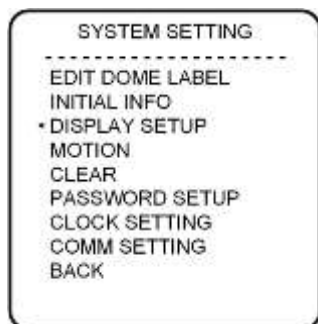 SYSTEM SETTING
EDIT DOME LABEL
INITIAL INFO
•DISPLAY SETUP
MOTION
CLEAR
PASSWORD SETUP
CLOCK SETTING
COMM SETTING
BACK